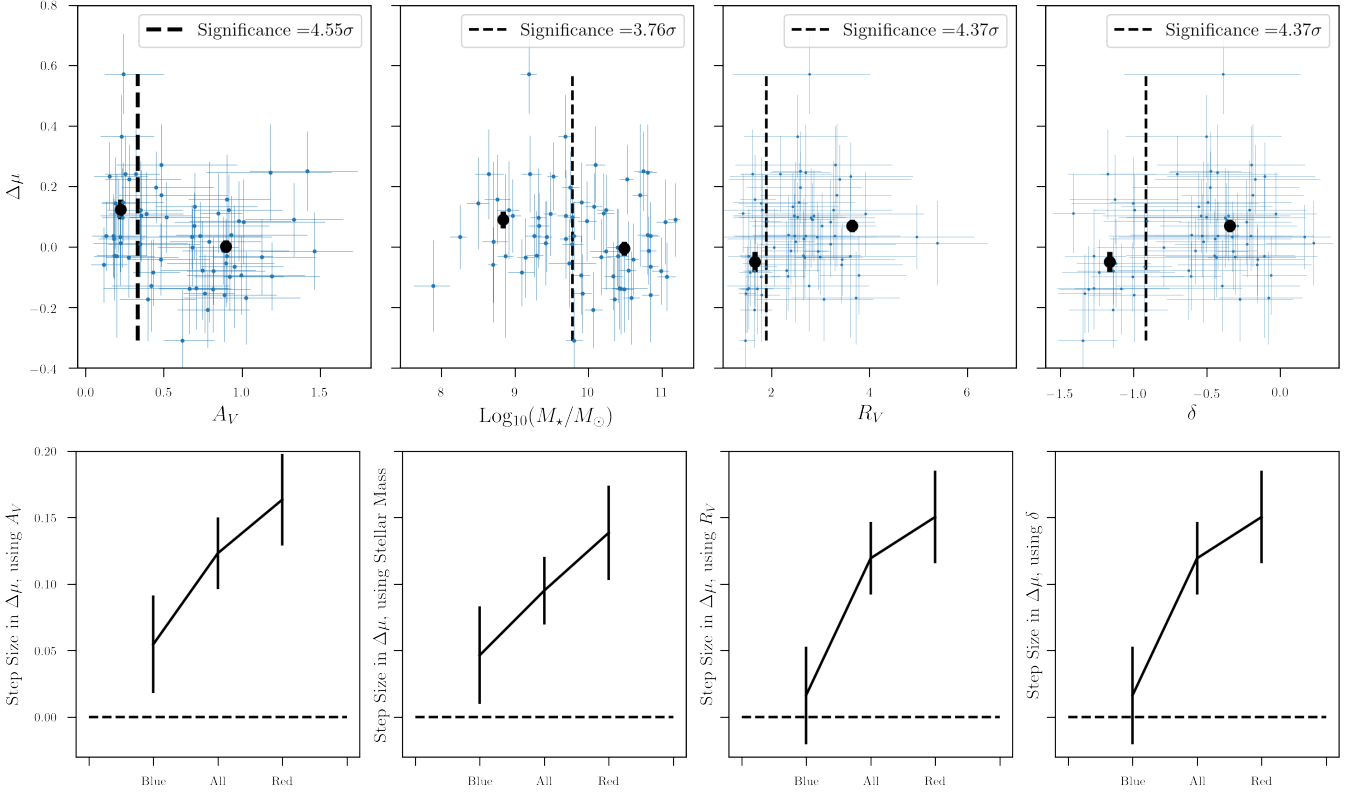 Significance =4.55σ
Significance =3.76σ
Significance =4.37σ
Significance =4.37σ
Δμ
0.8
0.6
0.4
0.2
0.0
−0.2
−0.4
0.0 0.5 1.0 1.5
8 9 10 11
2 4 6
−1.5 −1.0 −0.5 0.0
A_V
Log₁₀(M⋆/M⊙)
R_V
δ
Step Size in Δμ, using A_V
0.20
0.15
0.10
0.05
0.00
Step Size in Δμ, using Stellar Mass
Step Size in Δμ, using R_V
Step Size in Δμ, using δ
Blue All Red
Blue All Red
Blue All Red
Blue All Red